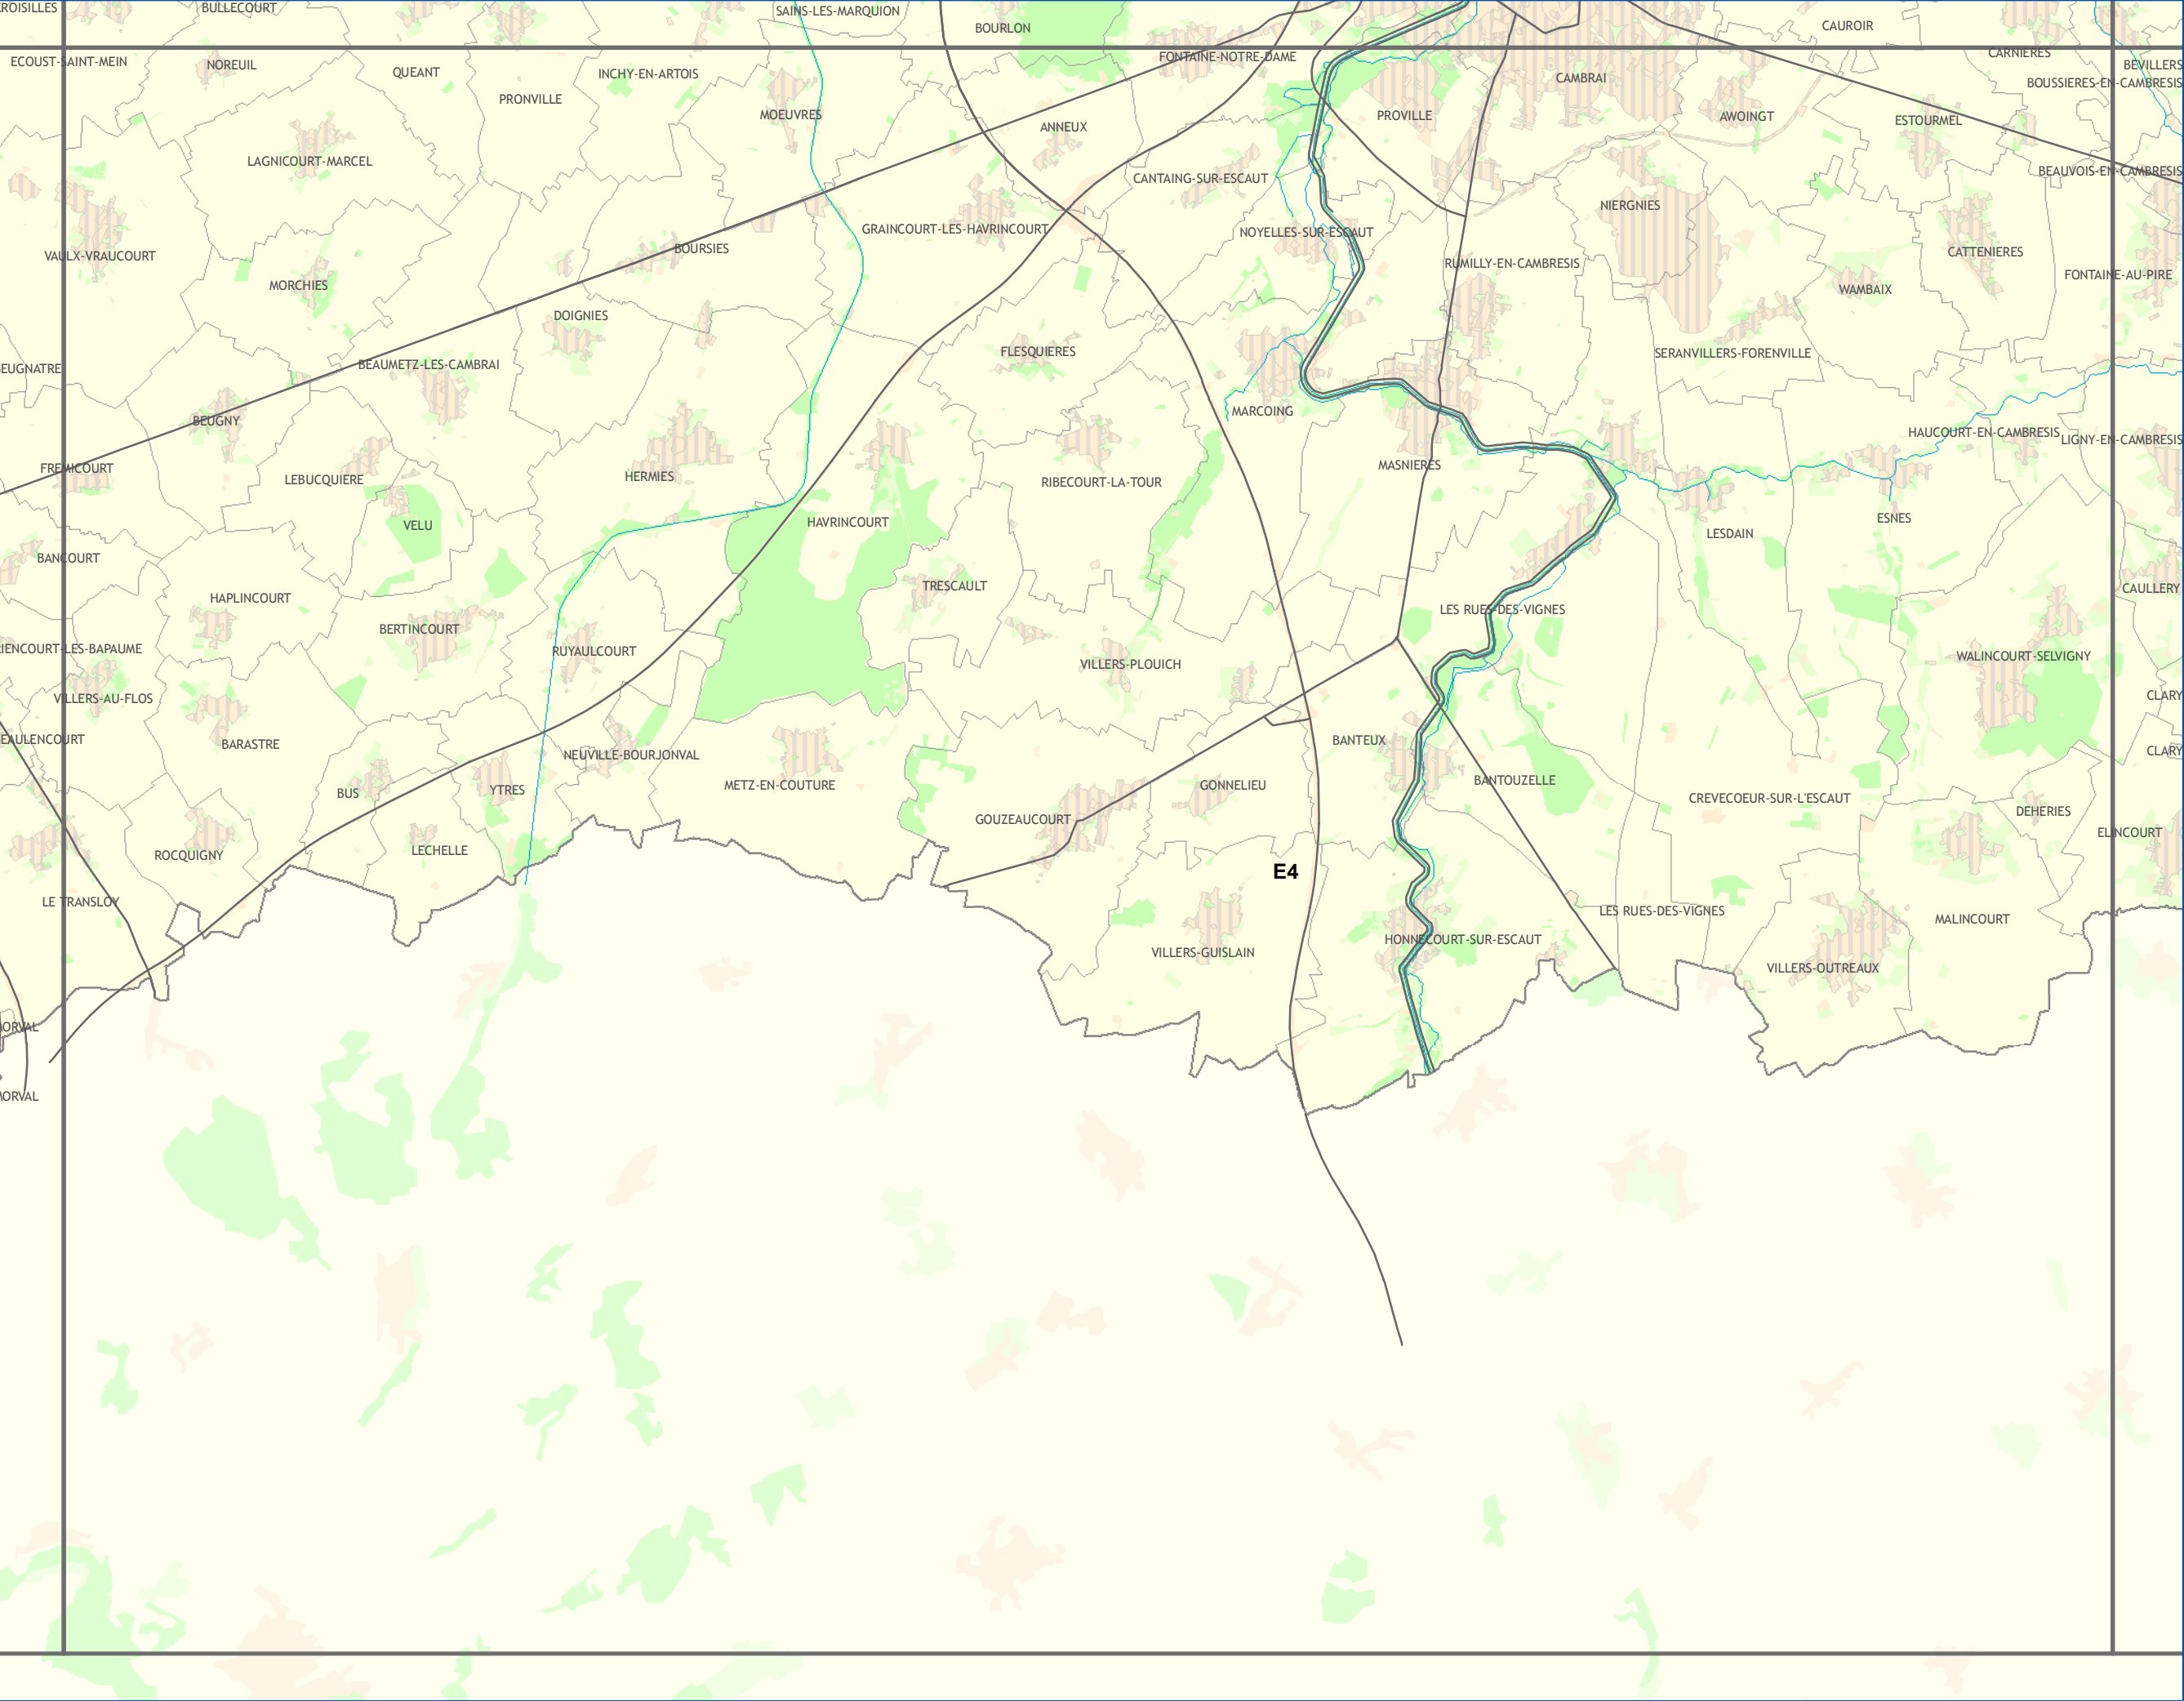 BULLECOURT
SAINS-LES-MARQUION
BOURLON
CAUROIR
CARNIERES
ECOUST-SAINT-MEIN
NOREUIL
QUEANT
INCHY-EN-ARTOIS
FONTAINE-NOTRE-DAME
CAMBRAI
BEVILLERS
BOUSSIERES-EN-CAMBRESIS
PRONVILLE
MOEUVRES
ANNEUX
PROVILLE
AWOINGT
ESTOURMEL
LAGNICOURT-MARCEL
CANTAING-SUR-ESCAUT
BEAUVOIS-EN-CAMBRESIS
NIERGNIES
GRAINCOURT-LES-HAVRINCOURT
NOYELLES-SUR-ESCAUT
VAULX-VRAUCOURT
BOURSIES
CATTENIERES
RUMILLY-EN-CAMBRESIS
FONTAINE-AU-PIRE
MORCHIES
WAMBAIX
DOIGNIES
FLESQUIERES
SERANVILLERS-FORENVILLE
EUGNATRE
BEAUMETZ-LES-CAMBRAI
MARCOING
BEUGNY
HAUCOURT-EN-CAMBRESIS
LIGNY-EN-CAMBRESIS
FREMICOURT
LEBUCQUIERE
HERMIES
RIBECOURT-LA-TOUR
MASNIERES
VELU
HAVRINCOURT
LESDAIN
ESNES
BANCOURT
TRESCAULT
CAULLERY
HAPLINCOURT
BERTINCOURT
LES RUES-DES-VIGNES
RIENCOURT-LES-BAPAUME
RUYAULCOURT
VILLERS-PLOUICH
WALINCOURT-SELVIGNY
VILLERS-AU-FLOS
CLARY
EAULENCOURT
BARASTRE
NEUVILLE-BOURJONVAL
BANTEUX
CLARY
BUS
YTRES
METZ-EN-COUTURE
GONNELIEU
BANTOUZELLE
CREVECOEUR-SUR-L'ESCAUT
GOUZEAUCOURT
DEHERIES
ELINCOURT
ROCQUIGNY
LECHELLE
E4
LE TRANSLOY
LES RUES-DES-VIGNES
MALINCOURT
HONNECOURT-SUR-ESCAUT
VILLERS-GUISLAIN
VILLERS-OUTREAUX
MORVAL
MORVAL